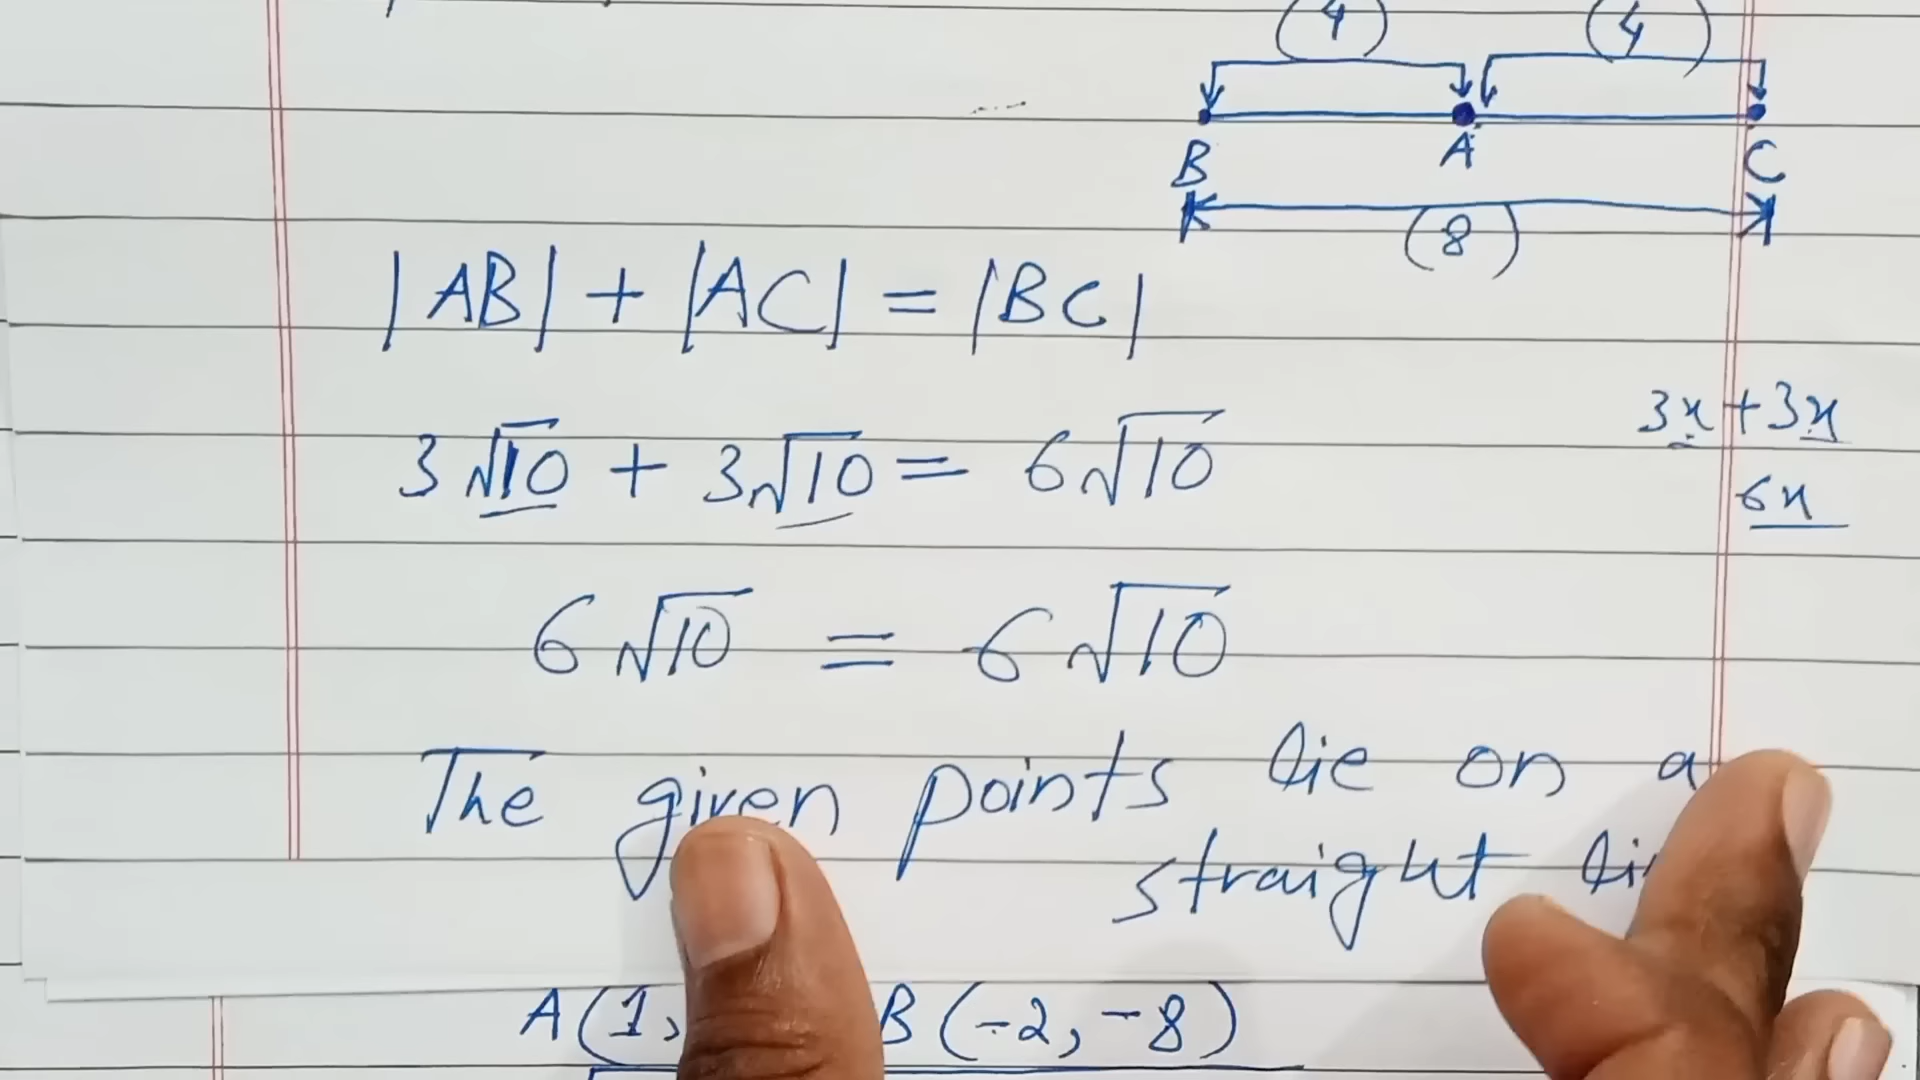 (4) (4)
B A C
(8)
|AB| + |AC| = |BC|
3x + 3x
3√10 + 3√10 = 6√10
6x
6√10 = 6√10
The given points lie on a
straight
A(1, B(-2, -8)